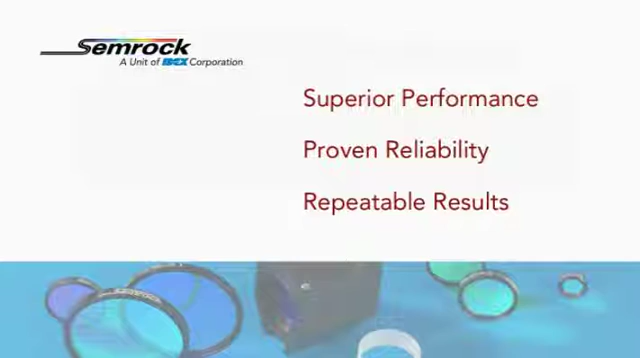 Semrock
A Unit of IDEX Corporation
Superior Performance
Proven Reliability
Repeatable Results